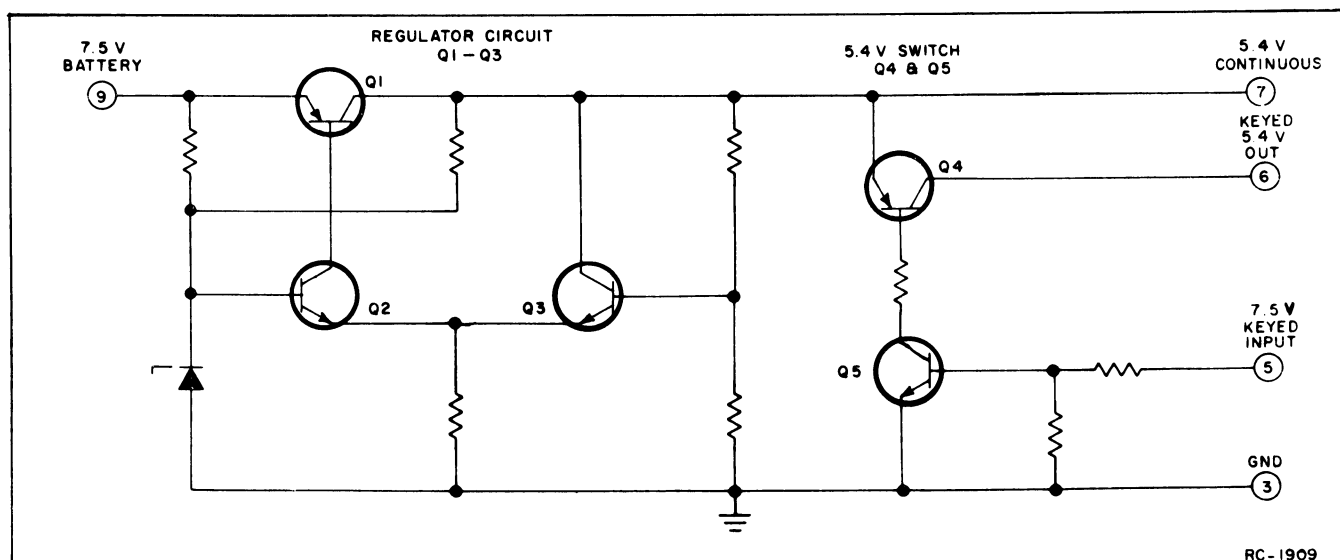 REGULATOR CIRCUIT
Q1-Q3
7.5 V
BATTERY
9
Q1
5.4 V SWITCH
Q4 & Q5
5.4 V
CONTINUOUS
7
KEYED
5.4 V
OUT
6
Q4
Q2
Q3
Q5
7.5 V
KEYED
INPUT
5
GND
3
RC-1909